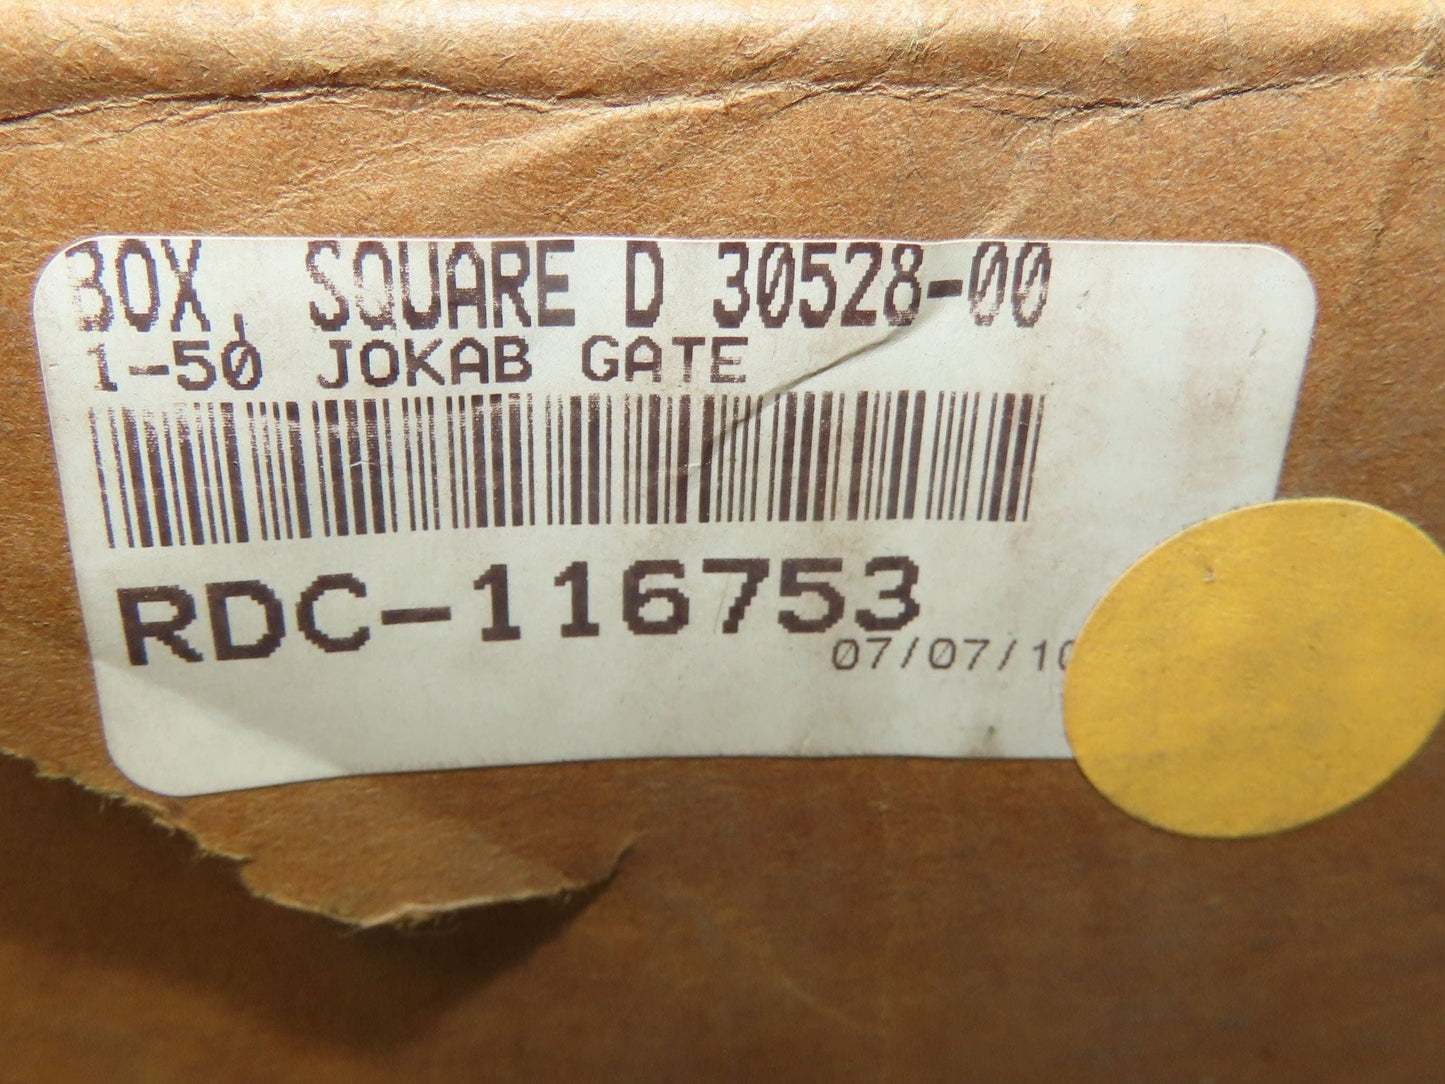 BOX, SQUARE D 30528-00
1-50 JOKAB GATE
RDC-116753
07/07/10